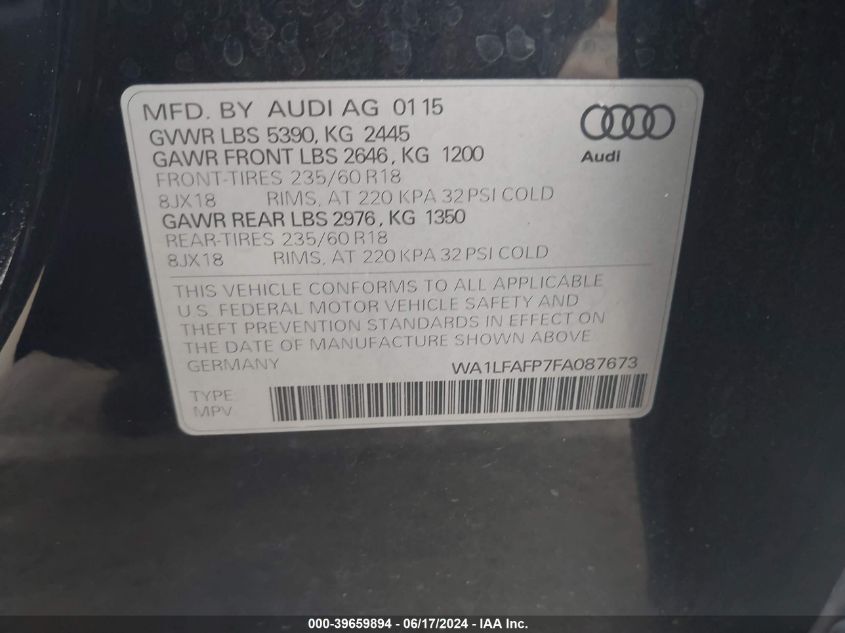 MFD. BY AUDI AG 01 15
GVWR LBS 5390, KG 2445
GAWR FRONT LBS 2646, KG 1200
FRONT-TIRES 235/60 R18
8JX18 RIMS, AT 220 KPA 32 PSI COLD
GAWR REAR LBS 2976, KG 1350
REAR-TIRES 235/60 R18
8JX18 RIMS, AT 220 KPA 32 PSI COLD
Audi
THIS VEHICLE CONFORMS TO ALL APPLICABLE
U.S. FEDERAL MOTOR VEHICLE SAFETY AND
THEFT PREVENTION STANDARDS IN EFFECT ON
THE DATE OF MANUFACTURE SHOWN ABOVE
GERMANY WA1LFAFP7FA087673
TYPE:
MPV
000-39659894 - 06/17/2024 - IAA Inc.